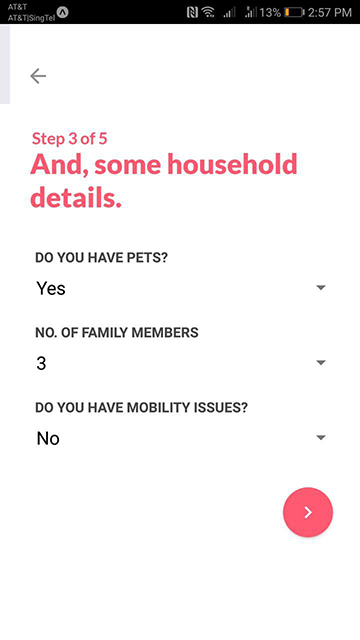 AT&T
AT&T|SingTel
13% 2:57 PM
Step 3 of 5
And, some household
details.
DO YOU HAVE PETS?
Yes
NO. OF FAMILY MEMBERS
3
DO YOU HAVE MOBILITY ISSUES?
No